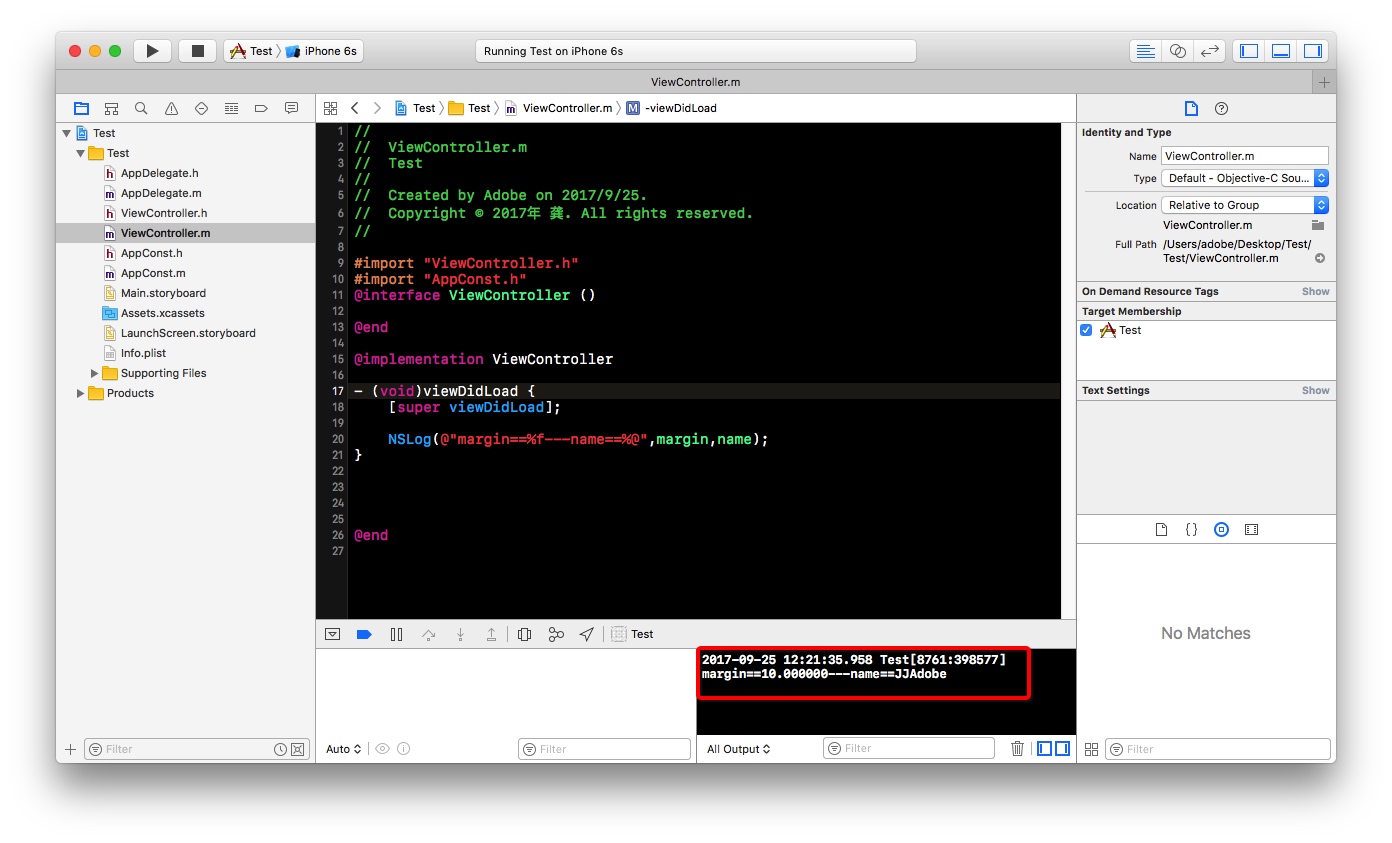 Test
iPhone 6s
Running Test on iPhone 6s
ViewController.m
Test
Test
ViewController.m
-viewDidLoad
Test
Test
AppDelegate.h
AppDelegate.m
ViewController.h
ViewController.m
AppConst.h
AppConst.m
Main.storyboard
Assets.xcassets
LaunchScreen.storyboard
Info.plist
Supporting Files
Products
Filter
1 //
2 //  ViewController.m
3 //  Test
4 //
5 //  Created by Adobe on 2017/9/25.
6 //  Copyright © 2017年 龚. All rights reserved.
7 //
8
9 #import "ViewController.h"
10 #import "AppConst.h"
11 @interface ViewController ()
12
13 @end
14
15 @implementation ViewController
16
17 - (void)viewDidLoad {
18     [super viewDidLoad];
19
20     NSLog(@"margin==%f---name==%@",margin,name);
21 }
22
23
24
25
26 @end
27
Test
2017-09-25 12:21:35.958 Test[8761:398577]
margin==10.000000---name==JJAdobe
Auto
Filter
All Output
Filter
Identity and Type
Name ViewController.m
Type Default - Objective-C Sou...
Location Relative to Group
ViewController.m
Full Path /Users/adobe/Desktop/Test/
Test/ViewController.m
On Demand Resource Tags Show
Target Membership
Test
Text Settings Show
No Matches
Filter